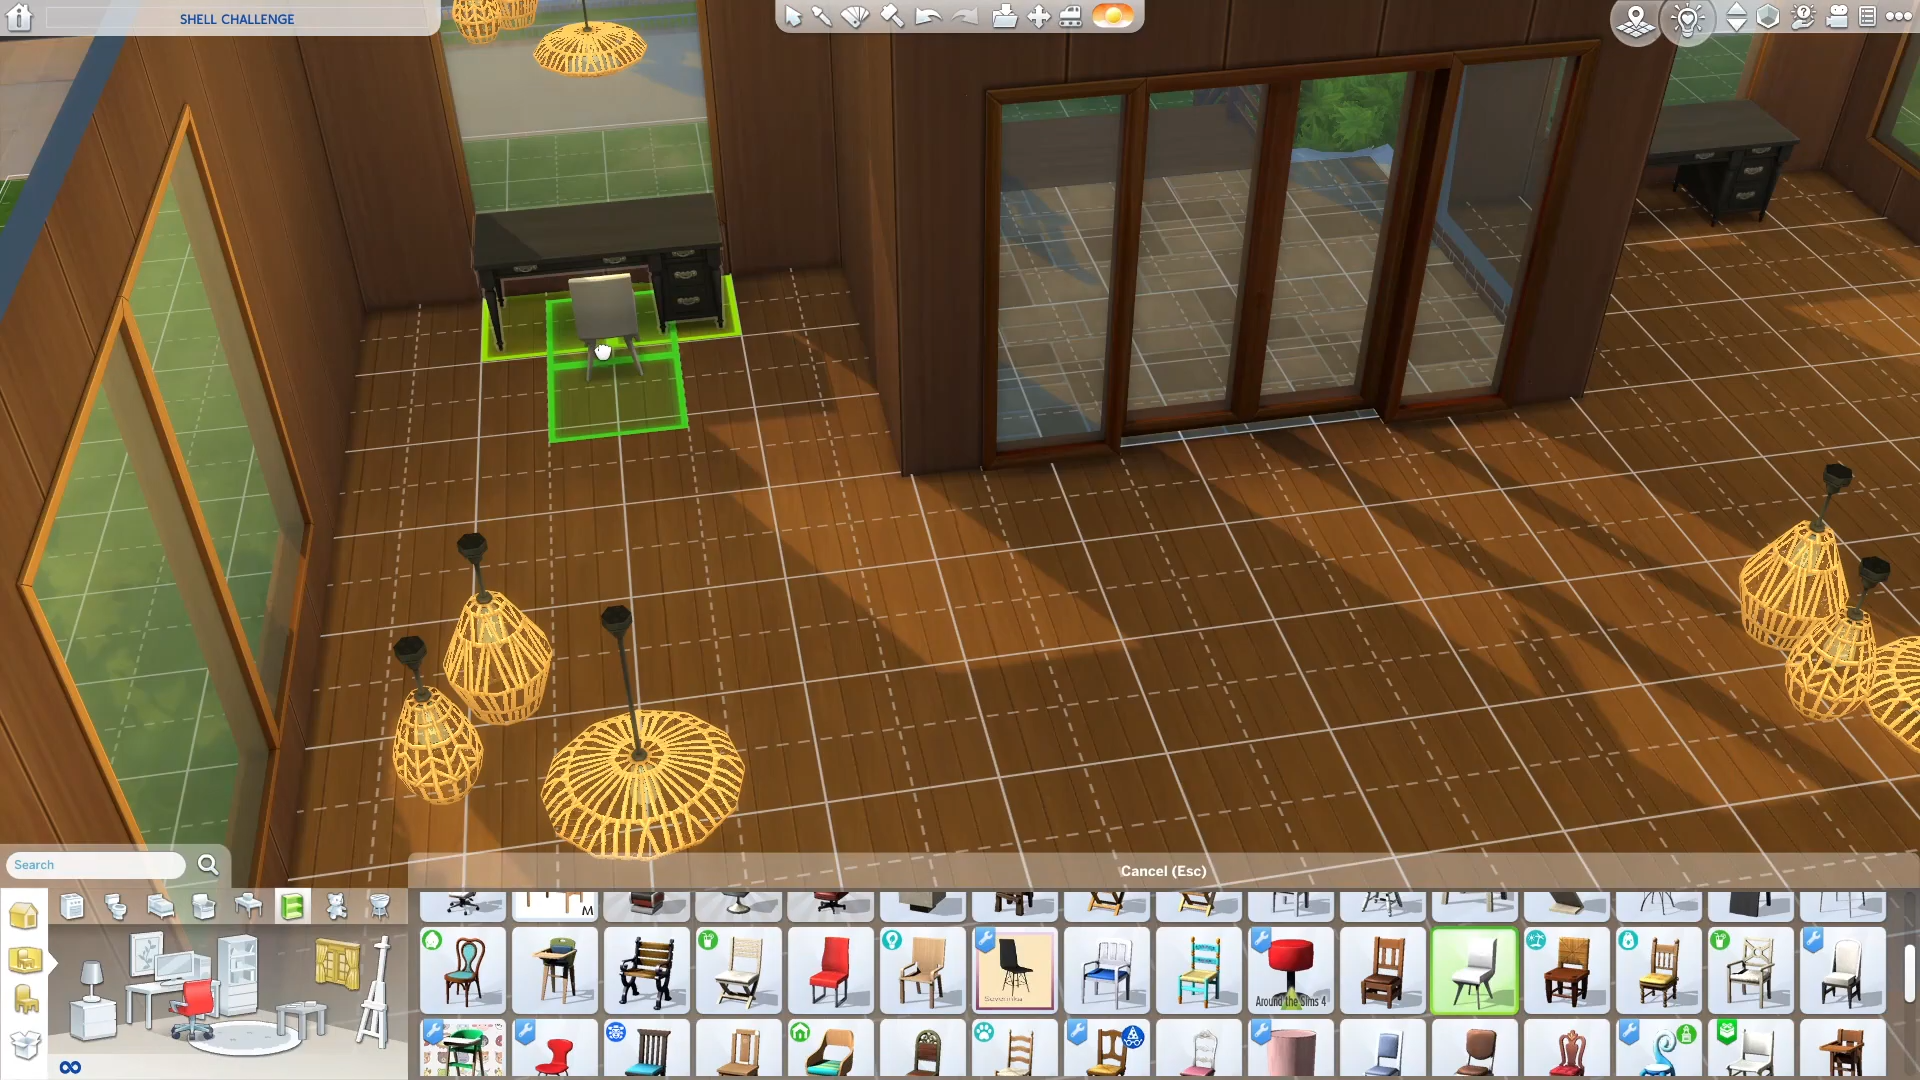 SHELL CHALLENGE
Search
Cancel (Esc)
M
Around the Sims 4